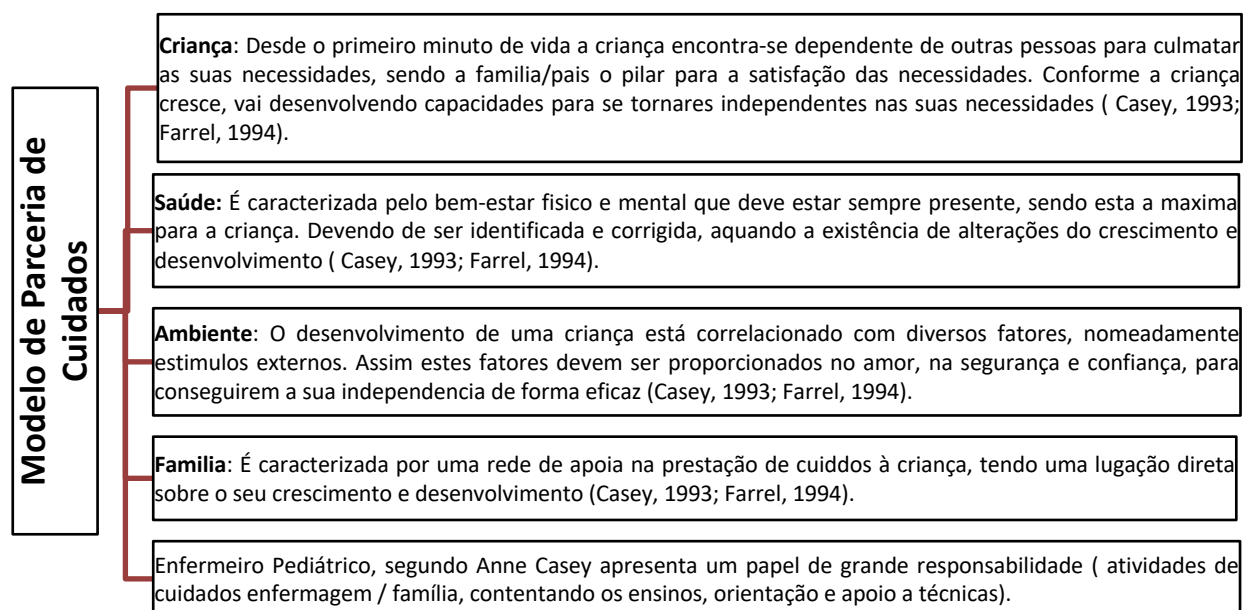 Modelo de Parceria de
Cuidados
Criança: Desde o primeiro minuto de vida a criança encontra-se dependente de outras pessoas para culmatar
as suas necessidades, sendo a familia/pais o pilar para a satisfação das necessidades. Conforme a criança
cresce, vai desenvolvendo capacidades para se tornares independentes nas suas necessidades ( Casey, 1993;
Farrel, 1994).
Saúde: É caracterizada pelo bem-estar fisico e mental que deve estar sempre presente, sendo esta a maxima
para a criança. Devendo de ser identificada e corrigida, aquando a existência de alterações do crescimento e
desenvolvimento ( Casey, 1993; Farrel, 1994).
Ambiente: O desenvolvimento de uma criança está correlacionado com diversos fatores, nomeadamente
estimulos externos. Assim estes fatores devem ser proporcionados no amor, na segurança e confiança, para
conseguirem a sua independencia de forma eficaz (Casey, 1993; Farrel, 1994).
Familia: É caracterizada por uma rede de apoia na prestação de cuiddos à criança, tendo uma lugação direta
sobre o seu crescimento e desenvolvimento (Casey, 1993; Farrel, 1994).
Enfermeiro Pediátrico, segundo Anne Casey apresenta um papel de grande responsabilidade ( atividades de
cuidados enfermagem / família, contentando os ensinos, orientação e apoio a técnicas).